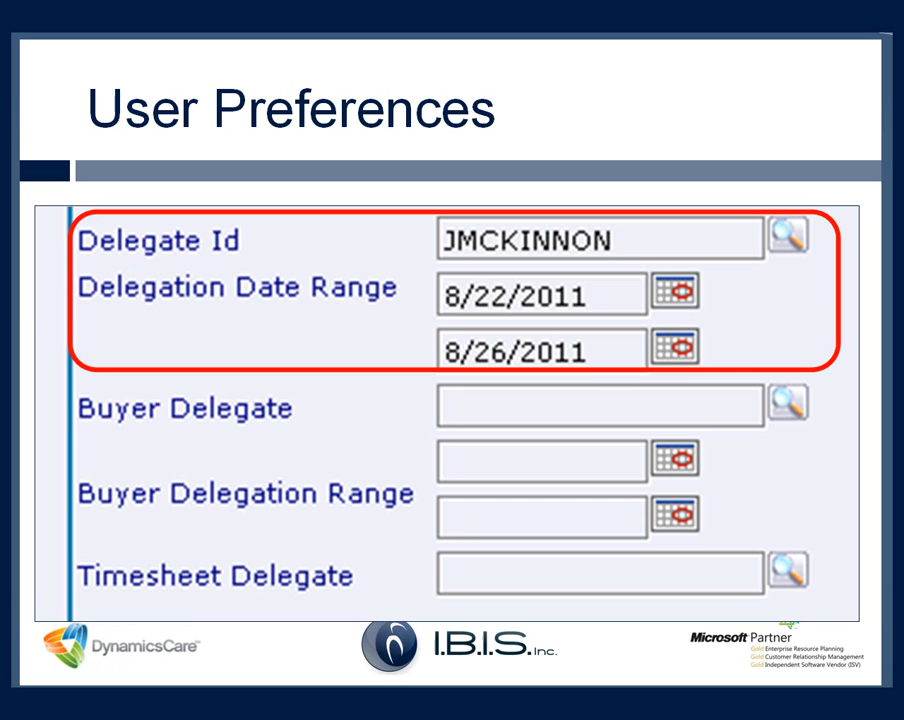 User Preferences
Delegate Id
JMCKINNON
Delegation Date Range
8/22/2011
8/26/2011
Buyer Delegate
Buyer Delegation Range
Timesheet Delegate
DynamicsCare™
I.B.I.S. Inc.
Microsoft Partner
Gold Enterprise Resource Planning
Gold Customer Relationship Management
Gold Independent Software Vendor (ISV)